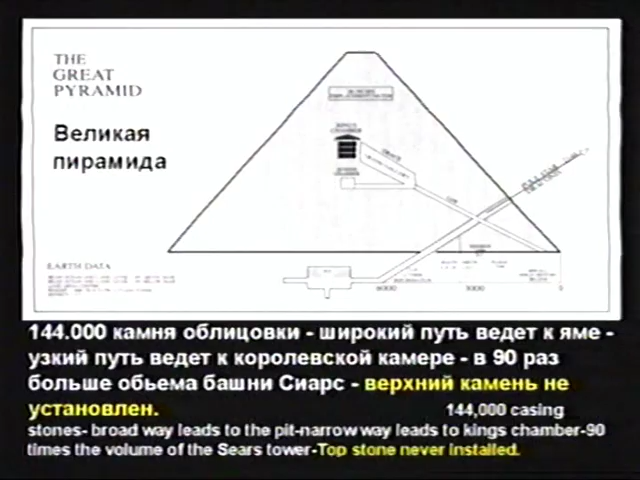 THE
GREAT
PYRAMID
Великая
пирамида
EARTH DATA
144.000 камня облицовки - широкий путь ведет к яме -
узкий путь ведет к королевской камере - в 90 раз
больше обьема башни Сиарс - верхний камень не
установлен. 144,000 casing
stones- broad way leads to the pit-narrow way leads to kings chamber-90
times the volume of the Sears tower-Top stone never installed.